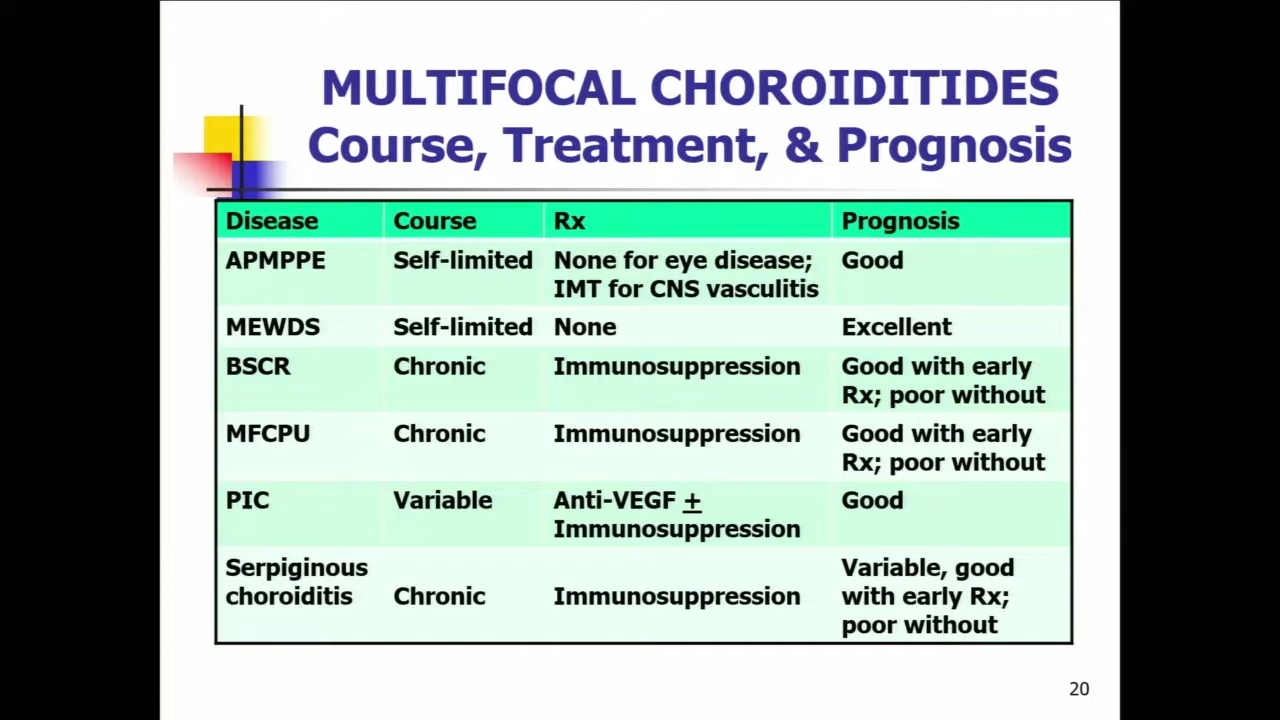 MULTIFOCAL CHOROIDITIDES
Course, Treatment, & Prognosis
Disease Course Rx Prognosis
APMPPE Self-limited None for eye disease; Good
IMT for CNS vasculitis
MEWDS Self-limited None Excellent
BSCR Chronic Immunosuppression Good with early
Rx; poor without
MFCPU Chronic Immunosuppression Good with early
Rx; poor without
PIC Variable Anti-VEGF + Good
Immunosuppression
Serpiginous Variable, good
choroiditis Chronic Immunosuppression with early Rx;
poor without
20